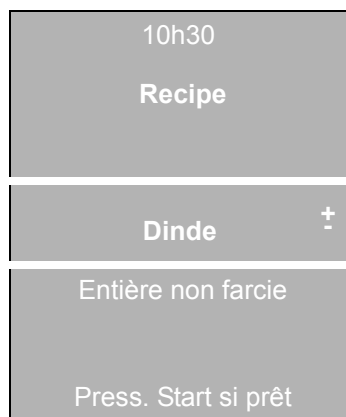 10h30
Recipe
+
Dinde
-
Entière non farcie
Press. Start si prêt